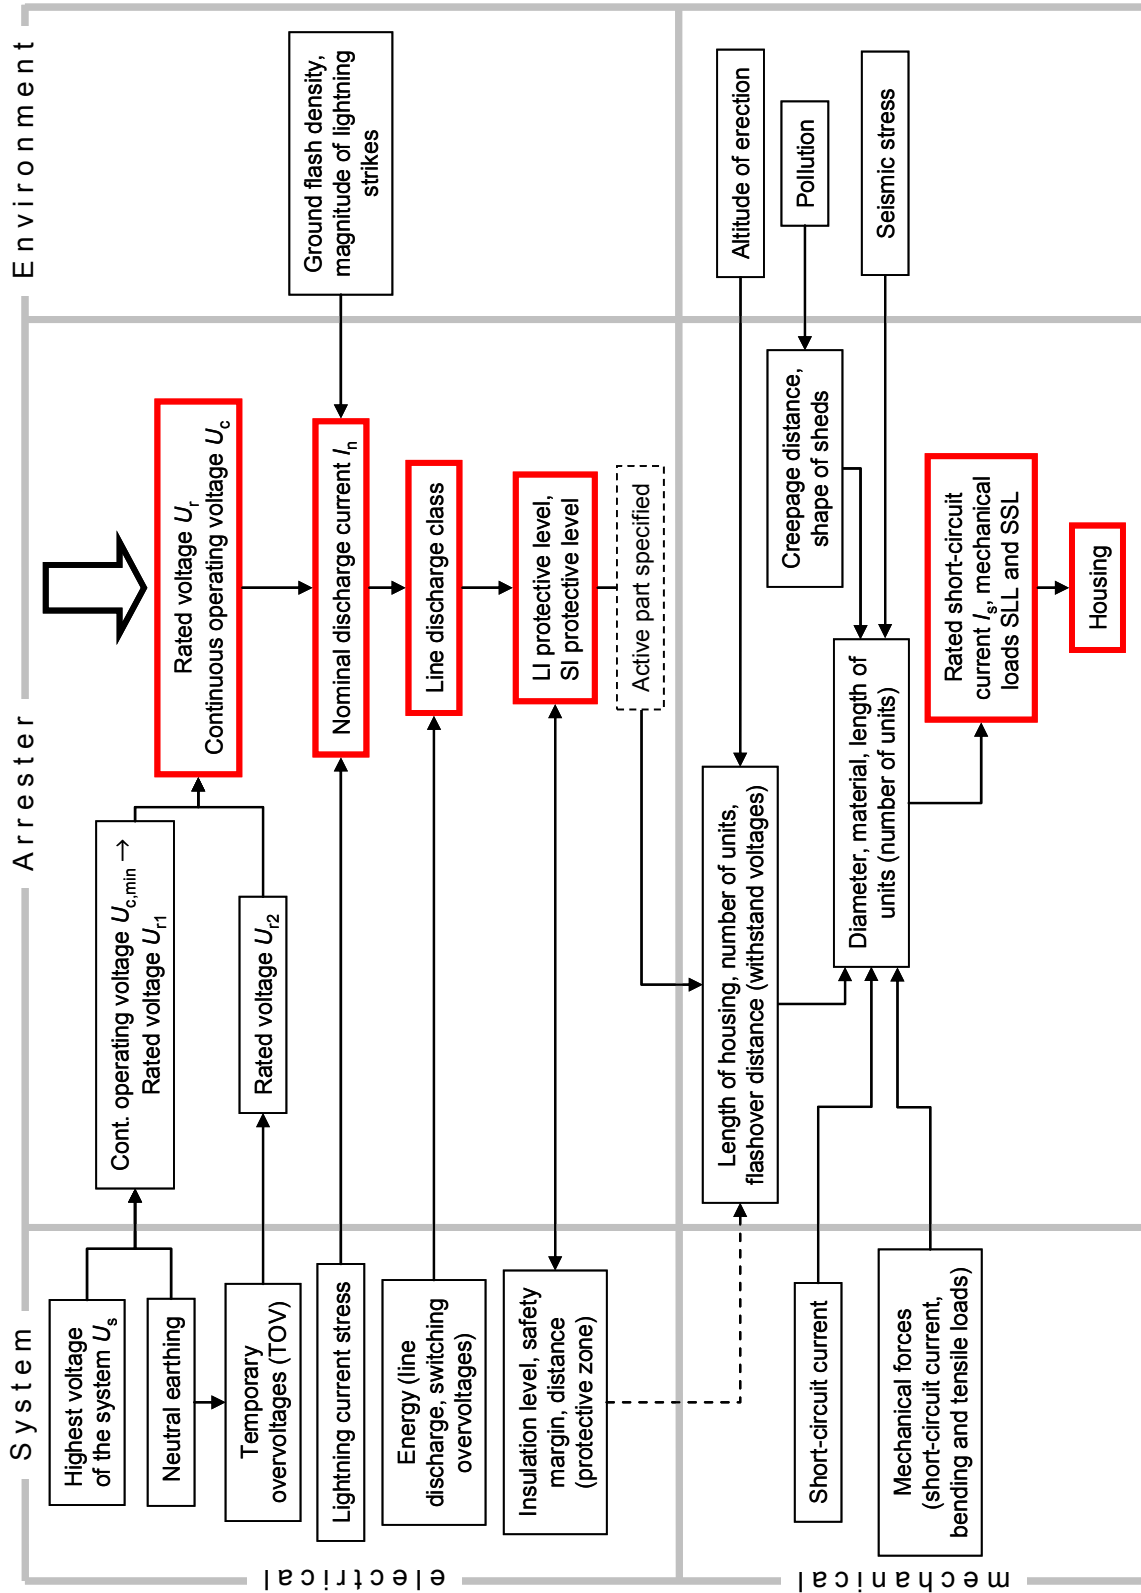 System
Arrester
Environment
electrical
mechanical
Highest voltage
of the system Us
Neutral earthing
Temporary
overvoltages (TOV)
Lightning current stress
Energy (line
discharge, switching
overvoltages)
Insulation level, safety
margin, distance
(protective zone)
Short-circuit current
Mechanical forces
(short-circuit current,
bending and tensile loads)
Cont. operating voltage Uc,min →
Rated voltage Ur1
Rated voltage Ur2
Rated voltage Ur
Continuous operating voltage Uc
Nominal discharge current In
Line discharge class
LI protective level,
SI protective level
Active part specified
Length of housing, number of units,
flashover distance (withstand voltages)
Creepage distance,
shape of sheds
Diameter, material, length of
units (number of units)
Rated short-circuit
current Is, mechanical
loads SLL and SSL
Housing
Ground flash density,
magnitude of lightning
strikes
Altitude of erection
Pollution
Seismic stress